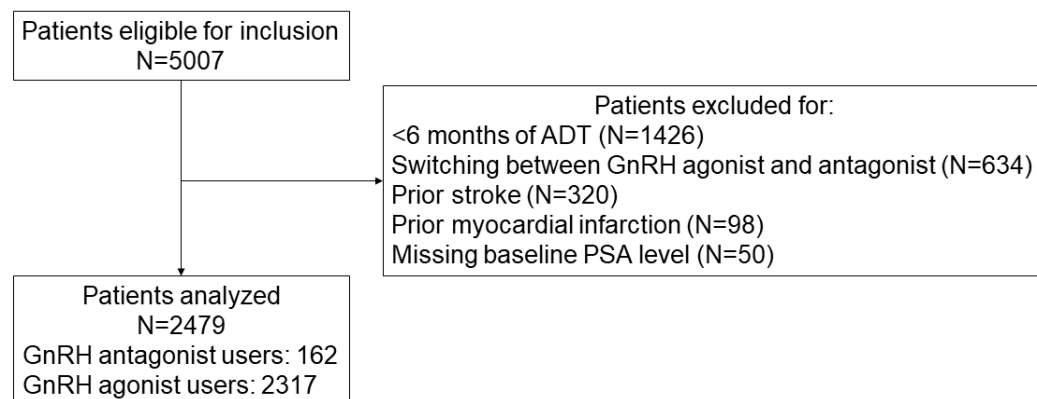 Patients eligible for inclusion
N=5007
Patients excluded for:
<6 months of ADT (N=1426)
Switching between GnRH agonist and antagonist (N=634)
Prior stroke (N=320)
Prior myocardial infarction (N=98)
Missing baseline PSA level (N=50)
Patients analyzed
N=2479
GnRH antagonist users: 162
GnRH agonist users: 2317